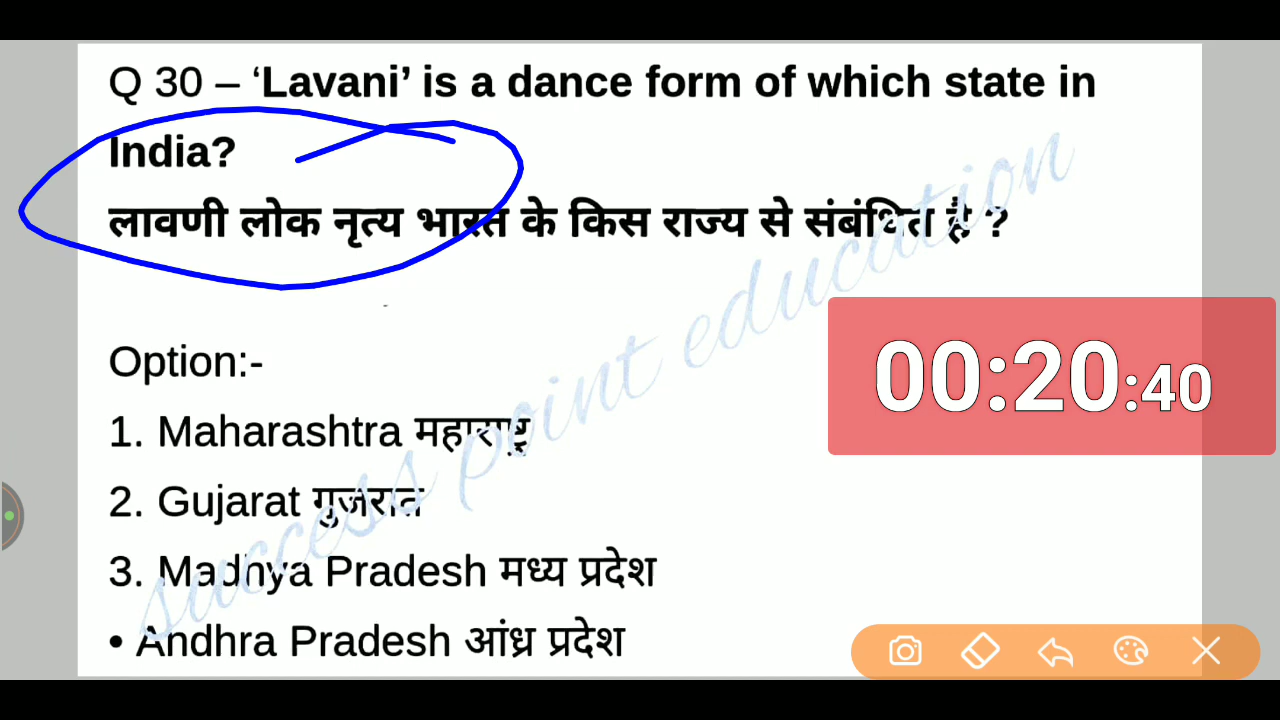 Q 30 – ‘Lavani’ is a dance form of which state in
India?
लावणी लोक नृत्य भारत के किस राज्य से संबंधित है ?
Option:-
00:20:40
1. Maharashtra महाराष्ट्र
2. Gujarat गुजरात
3. Madhya Pradesh मध्य प्रदेश
• Andhra Pradesh आंध्र प्रदेश
success point education